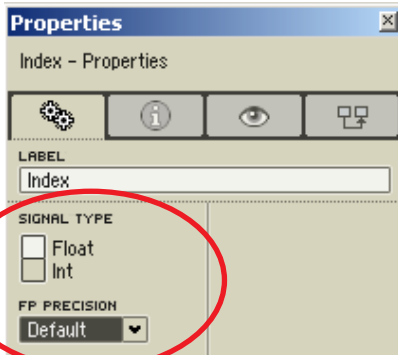 Properties
Index - Properties
LABEL
Index
SIGNAL TYPE
Float
Int
FP PRECISION
Default